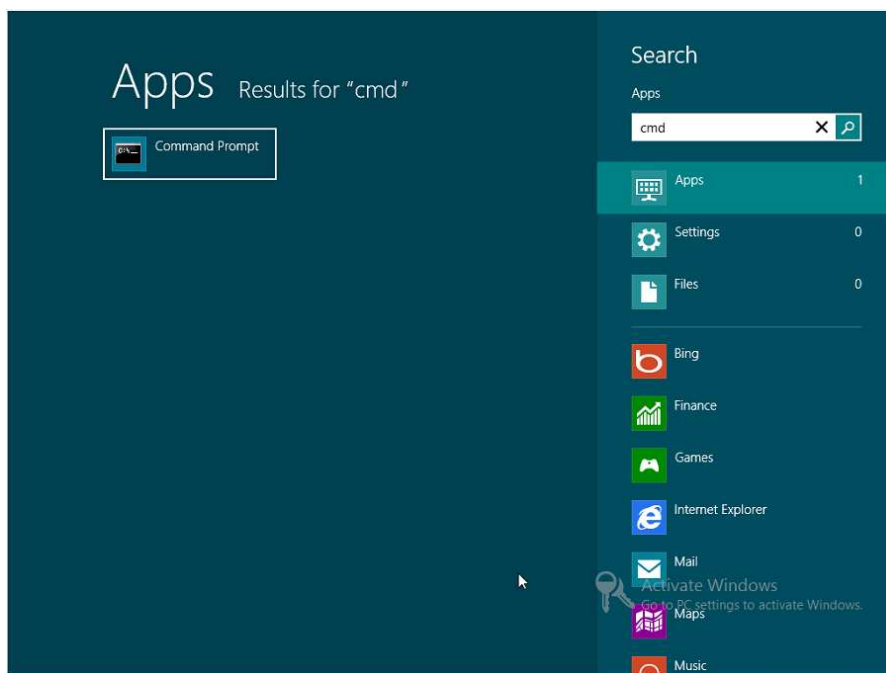 Apps Results for "cmd"
Command Prompt
Search
Apps
cmd
Apps 1
Settings 0
Files 0
Bing
Finance
Games
Internet Explorer
Mail
Activate Windows
Go to PC settings to activate Windows.
Maps
Music